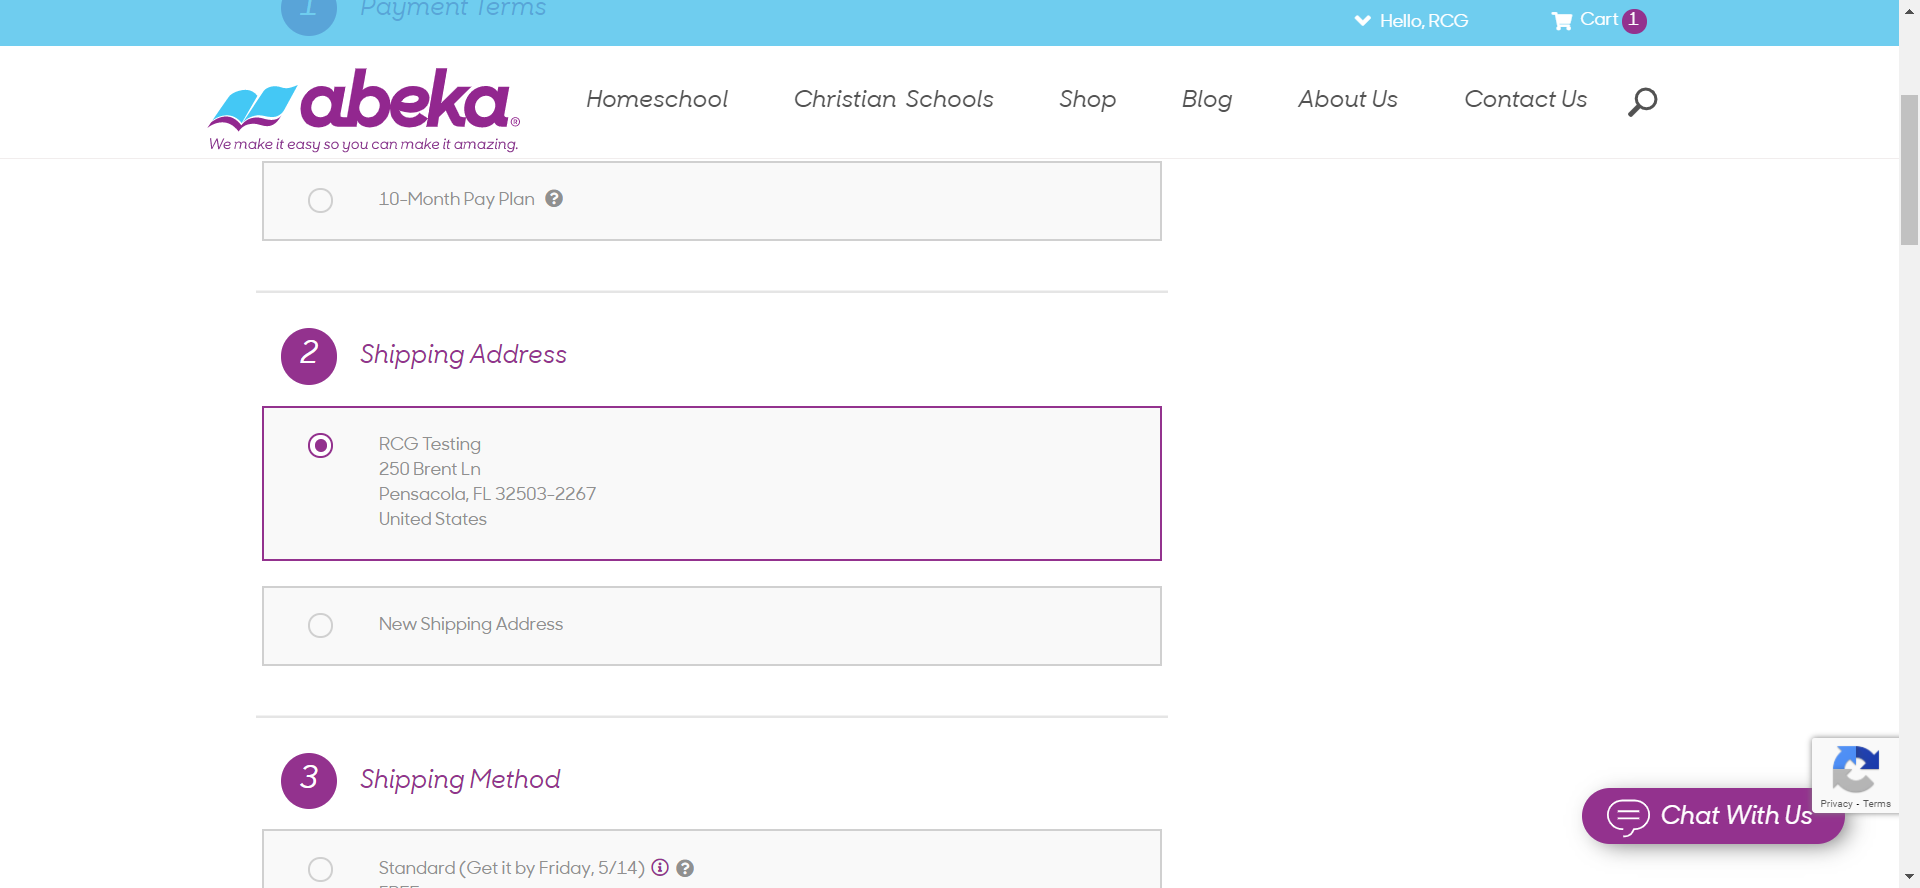 1 Payment Terms
Hello, RCG
Cart 1
abeka®
We make it easy so you can make it amazing.
Homeschool
Christian Schools
Shop
Blog
About Us
Contact Us
10-Month Pay Plan ?
2 Shipping Address
RCG Testing
250 Brent Ln
Pensacola, FL 32503-2267
United States
New Shipping Address
3 Shipping Method
Standard (Get it by Friday, 5/14) i ?
FREE
Privacy - Terms
Chat With Us